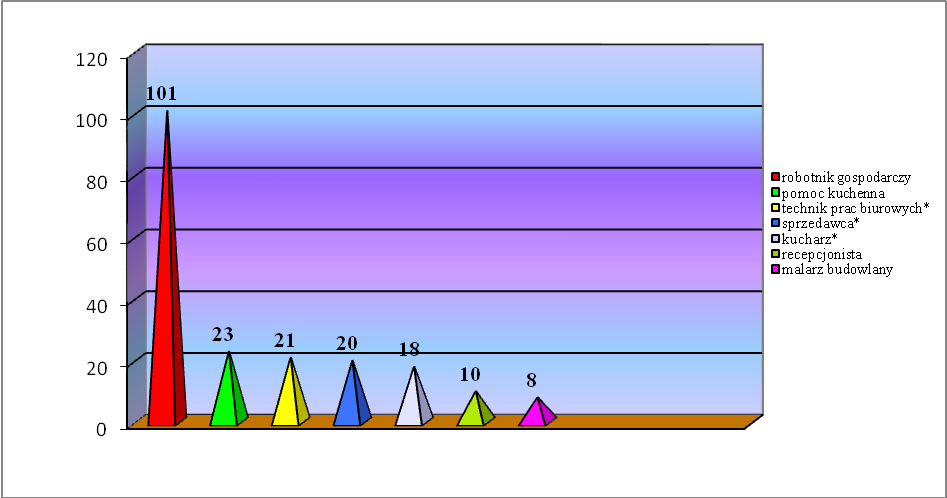 120
100
80
60
40
20
0
101
23
21
20
18
10
8
robotnik gospodarczy
pomoc kuchenna
technik prac biurowych*
sprzedawca*
kucharz*
recepcjonista
malarz budowlany